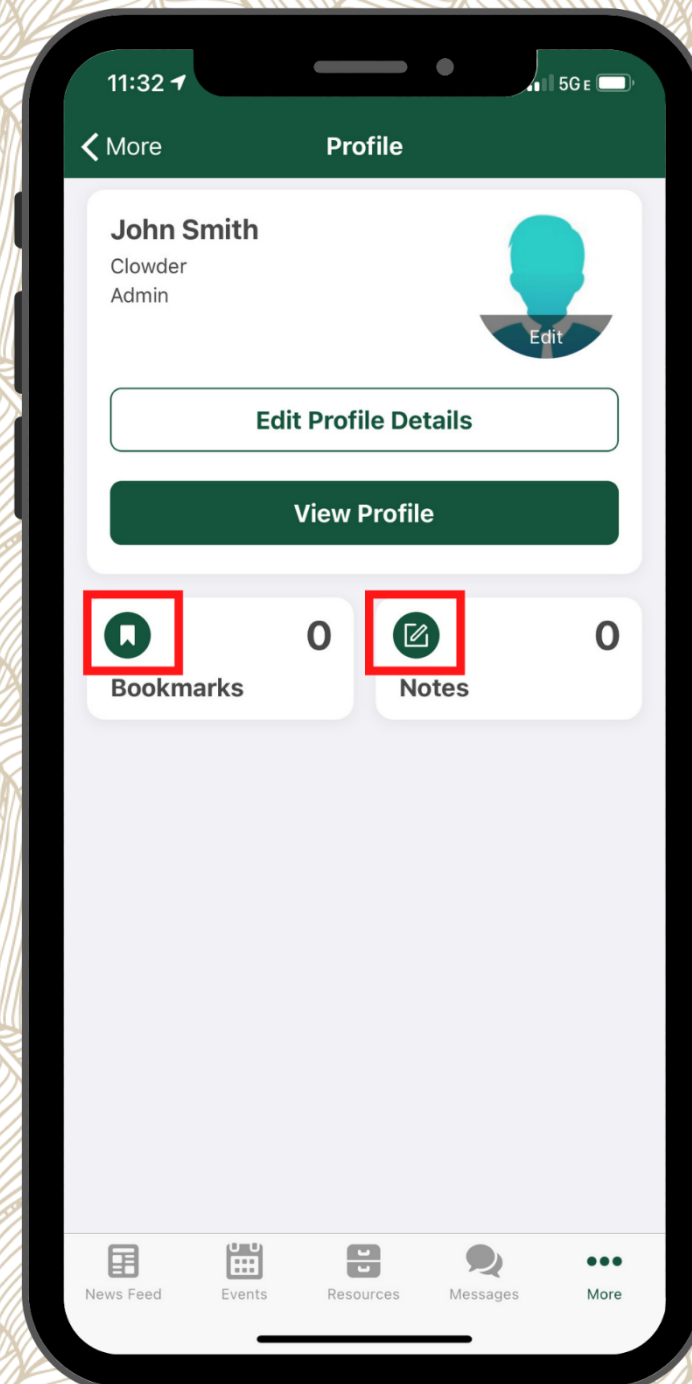 11:32 5G E
More Profile
John Smith
Clowder
Admin
Edit
Edit Profile Details
View Profile
0 0
Bookmarks Notes
News Feed Events Resources Messages More